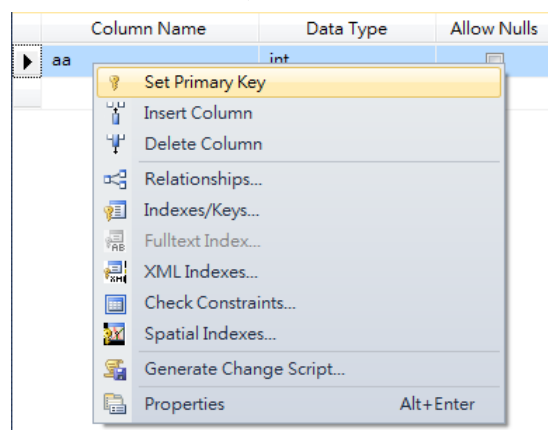 Column Name Data Type Allow Nulls
aa int
Set Primary Key
Insert Column
Delete Column
Relationships...
Indexes/Keys...
Fulltext Index...
XML Indexes...
Check Constraints...
Spatial Indexes...
Generate Change Script...
Properties Alt+Enter